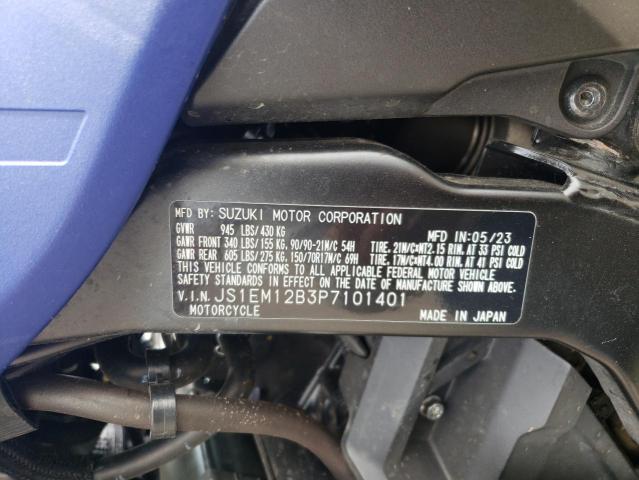 MFD BY: SUZUKI MOTOR CORPORATION
GVWR 945 LBS/430 KG MFD IN:05/23
GAWR FRONT 340 LBS/155 KG, 90/90-21M/C 54H TIRE, 21M/C×MT2.15 RIM, AT 33 PSI COLD
GAWR REAR 605 LBS/275 KG, 150/70R17M/C 69H TIRE, 17M/C×MT4.00 RIM, AT 41 PSI COLD
THIS VEHICLE CONFORMS TO ALL APPLICABLE FEDERAL MOTOR VEHICLE
SAFETY STANDARDS IN EFFECT ON THE DATE OF MANUFACTURE SHOWN ABOVE.
V.I.N. JS1EM12B3P7101401
MOTORCYCLE MADE IN JAPAN